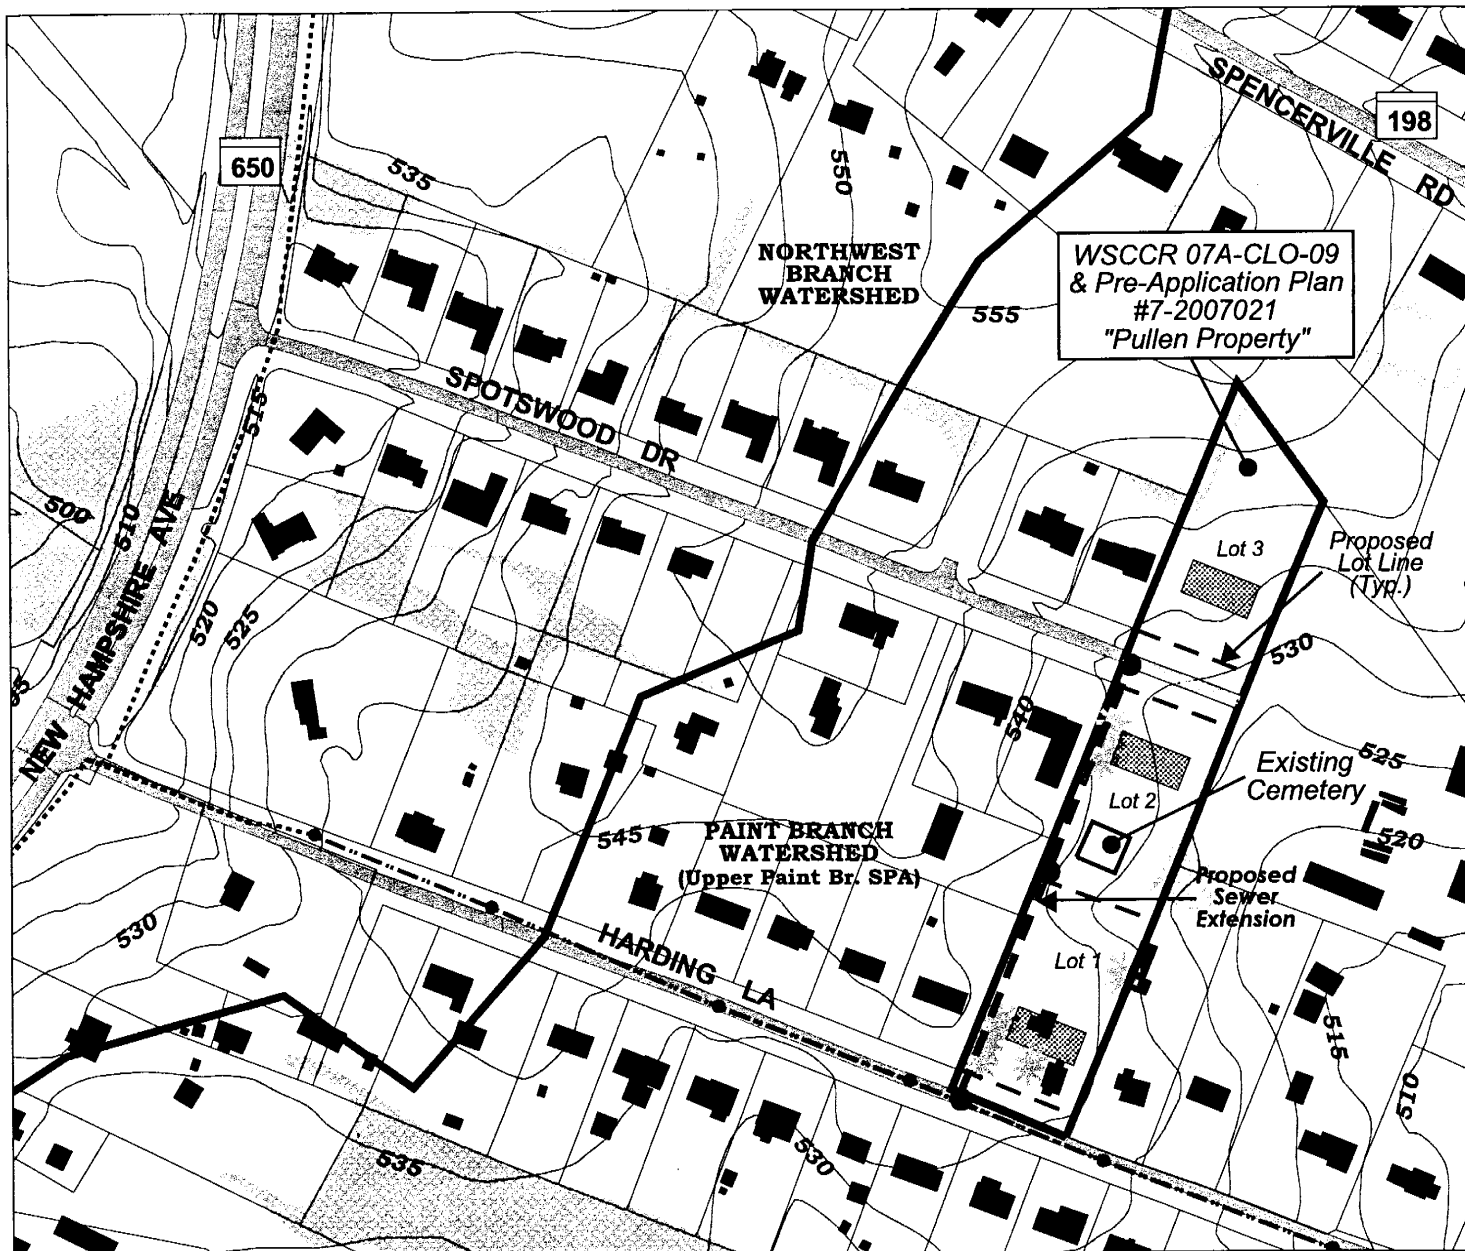 SPENCERVILLE RD
198
650
535
550
NORTHWEST
BRANCH
WATERSHED
WSCCR 07A-CLO-09
& Pre-Application Plan
#7-2007021
"Pullen Property"
555
SPOTSWOOD DR
515
500
510
NEW HAMPSHIRE AVE
520
525
Lot 3
Proposed
Lot Line
(Typ.)
530
540
525
Existing
Cemetery
Lot 2
520
545
PAINT BRANCH
WATERSHED
(Upper Paint Br. SPA)
Proposed
Sewer
Extension
530
HARDING LA
Lot 1
515
510
535
530